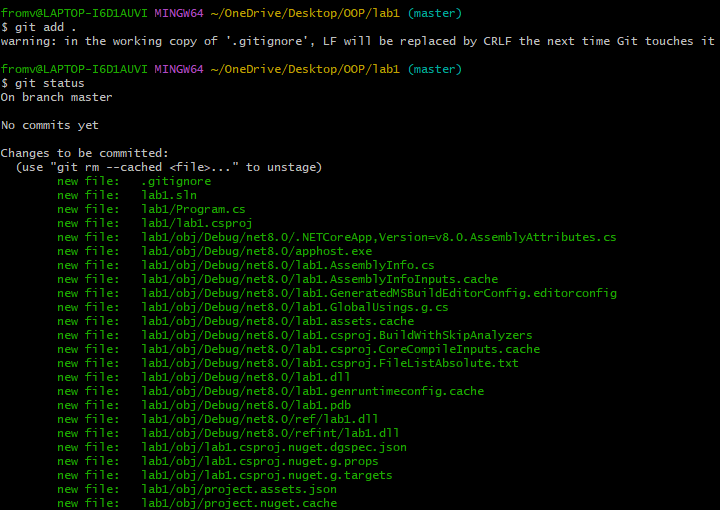 fromv@LAPTOP-I6D1AUVI MINGW64 ~/OneDrive/Desktop/OOP/lab1 (master)
$ git add .
warning: in the working copy of '.gitignore', LF will be replaced by CRLF the next time Git touches it

fromv@LAPTOP-I6D1AUVI MINGW64 ~/OneDrive/Desktop/OOP/lab1 (master)
$ git status
On branch master

No commits yet

Changes to be committed:
  (use "git rm --cached <file>..." to unstage)
        new file:   .gitignore
        new file:   lab1.sln
        new file:   lab1/Program.cs
        new file:   lab1/lab1.csproj
        new file:   lab1/obj/Debug/net8.0/.NETCoreApp,Version=v8.0.AssemblyAttributes.cs
        new file:   lab1/obj/Debug/net8.0/apphost.exe
        new file:   lab1/obj/Debug/net8.0/lab1.AssemblyInfo.cs
        new file:   lab1/obj/Debug/net8.0/lab1.AssemblyInfoInputs.cache
        new file:   lab1/obj/Debug/net8.0/lab1.GeneratedMSBuildEditorConfig.editorconfig
        new file:   lab1/obj/Debug/net8.0/lab1.GlobalUsings.g.cs
        new file:   lab1/obj/Debug/net8.0/lab1.assets.cache
        new file:   lab1/obj/Debug/net8.0/lab1.csproj.BuildWithSkipAnalyzers
        new file:   lab1/obj/Debug/net8.0/lab1.csproj.CoreCompileInputs.cache
        new file:   lab1/obj/Debug/net8.0/lab1.csproj.FileListAbsolute.txt
        new file:   lab1/obj/Debug/net8.0/lab1.dll
        new file:   lab1/obj/Debug/net8.0/lab1.genruntimeconfig.cache
        new file:   lab1/obj/Debug/net8.0/lab1.pdb
        new file:   lab1/obj/Debug/net8.0/ref/lab1.dll
        new file:   lab1/obj/Debug/net8.0/refint/lab1.dll
        new file:   lab1/obj/lab1.csproj.nuget.dgspec.json
        new file:   lab1/obj/lab1.csproj.nuget.g.props
        new file:   lab1/obj/lab1.csproj.nuget.g.targets
        new file:   lab1/obj/project.assets.json
        new file:   lab1/obj/project.nuget.cache